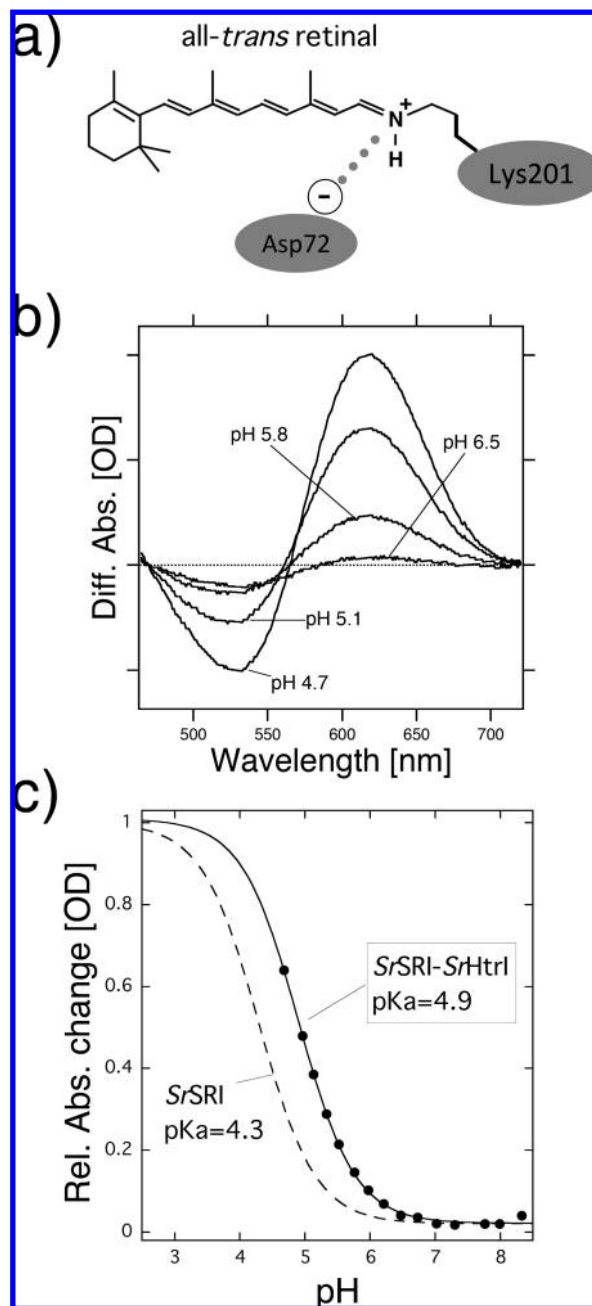 a)
all-trans retinal
N
+
H
Lys201
-
Asp72
b)
Diff. Abs. [OD]
pH 5.8
pH 6.5
pH 5.1
pH 4.7
500
550
600
650
700
Wavelength [nm]
c)
Rel. Abs. change [OD]
1
0.8
0.6
0.4
0.2
0
SrSRI-SrHtrI
pKa=4.9
SrSRI
pKa=4.3
3
4
5
6
7
8
pH